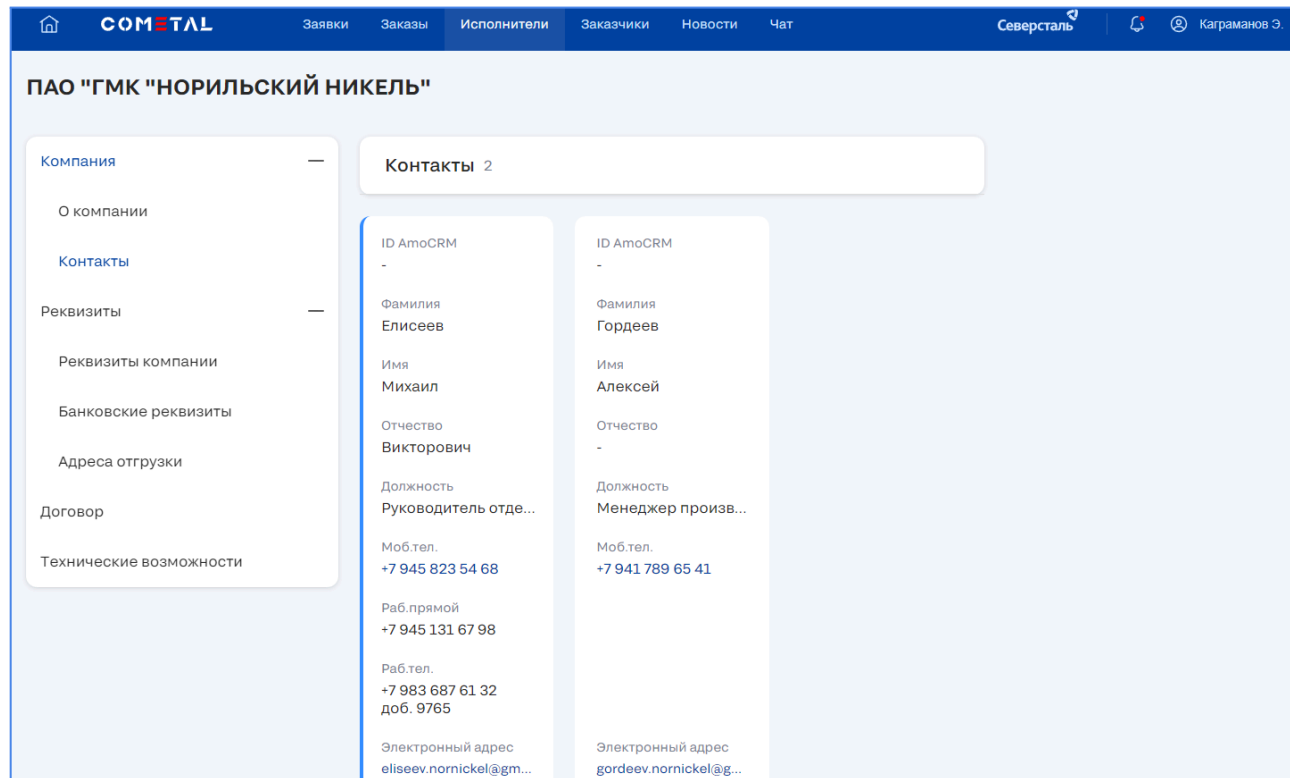 COMETAL Заявки Заказы Исполнители Заказчики Новости Чат Северсталь Каграманов Э.
ПАО "ГМК "НОРИЛЬСКИЙ НИКЕЛЬ"
Компания
О компании
Контакты
Реквизиты
Реквизиты компании
Банковские реквизиты
Адреса отгрузки
Договор
Технические возможности
Контакты 2
ID AmoCRM
-
Фамилия
Елисеев
Имя
Михаил
Отчество
Викторович
Должность
Руководитель отде...
Моб.тел.
+7 945 823 54 68
Раб.прямой
+7 945 131 67 98
Раб.тел.
+7 983 687 61 32
доб. 9765
Электронный адрес
eliseev.nornickel@gm...
ID AmoCRM
-
Фамилия
Гордеев
Имя
Алексей
Отчество
-
Должность
Менеджер произв...
Моб.тел.
+7 941 789 65 41
Электронный адрес
gordeev.nornickel@g...